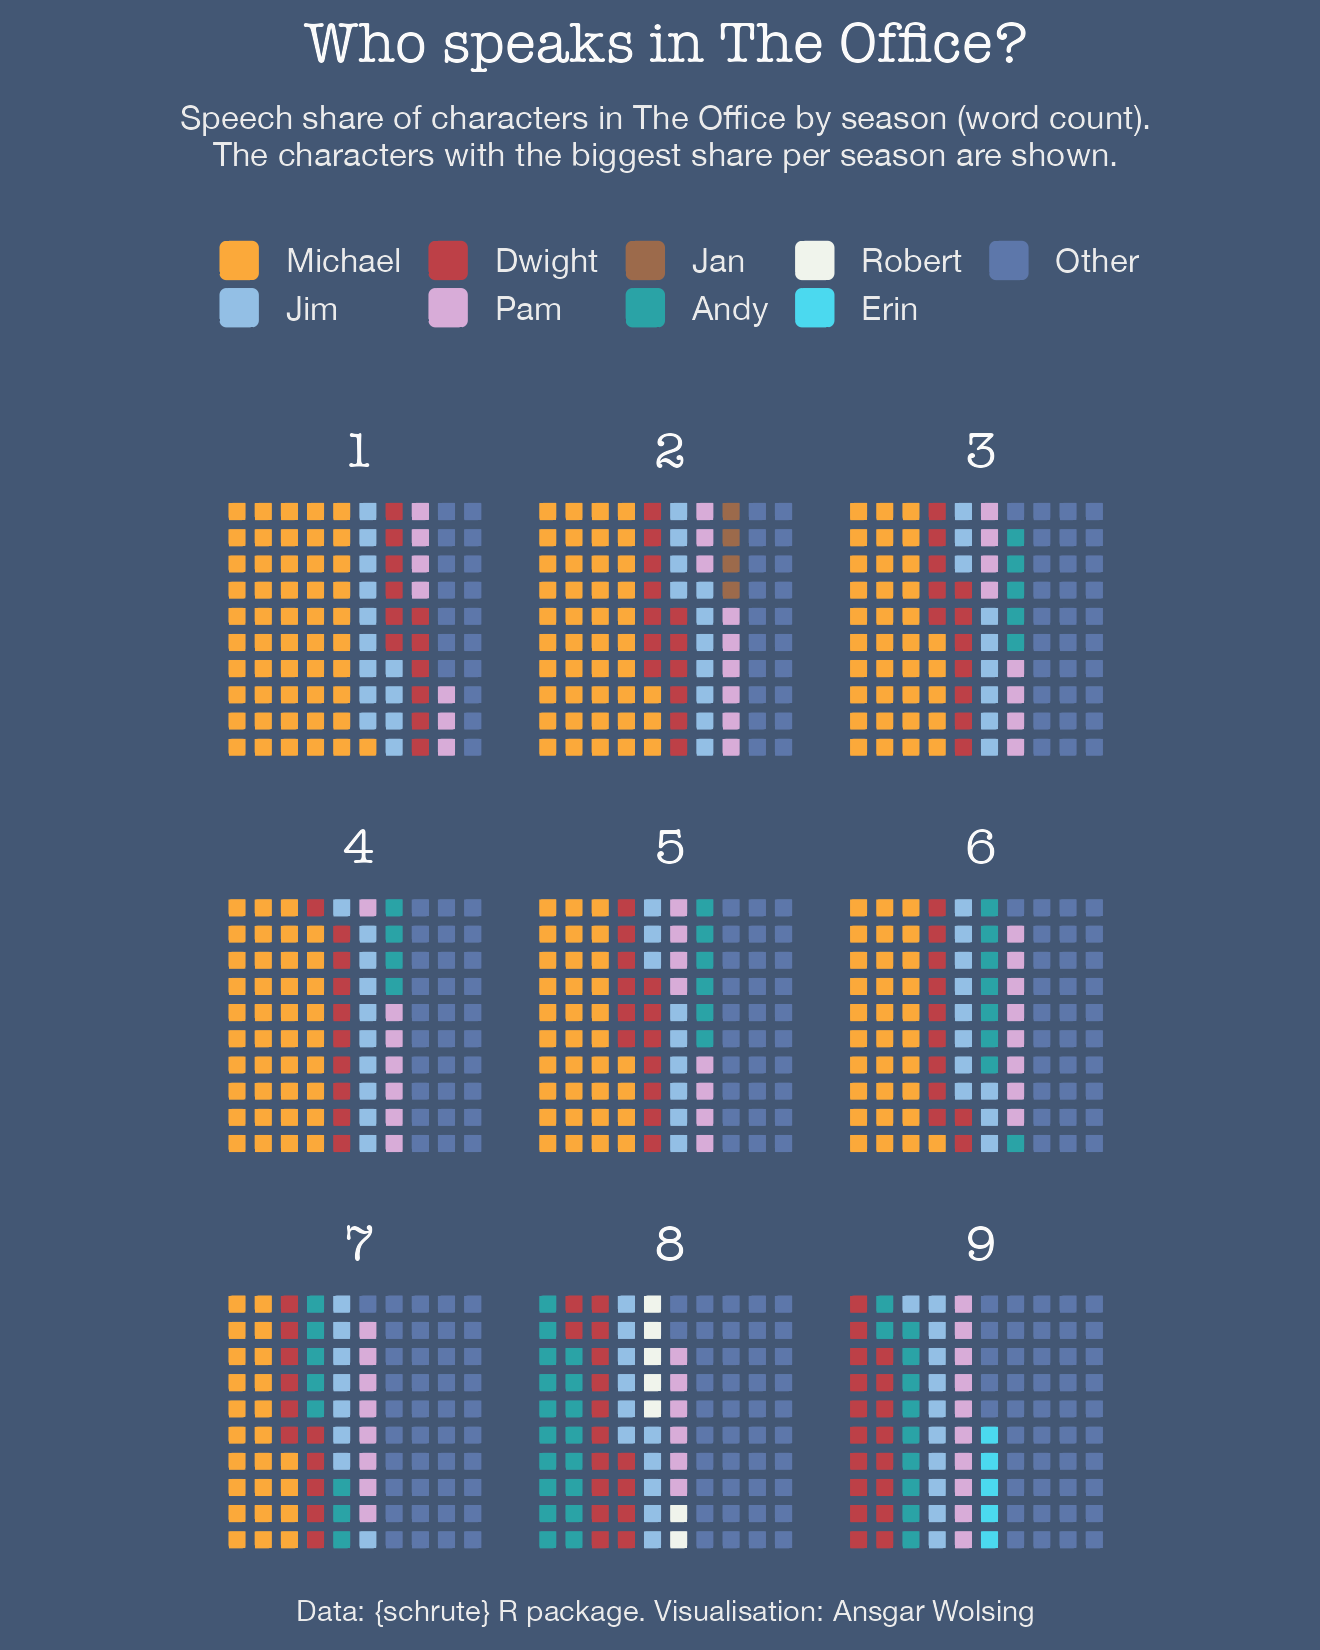 Who speaks in The Office?
Speech share of characters in The Office by season (word count).
The characters with the biggest share per season are shown.
Michael Dwight Jan Robert Other
Jim Pam Andy Erin
1 2 3
4 5 6
7 8 9
Data: {schrute} R package. Visualisation: Ansgar Wolsing